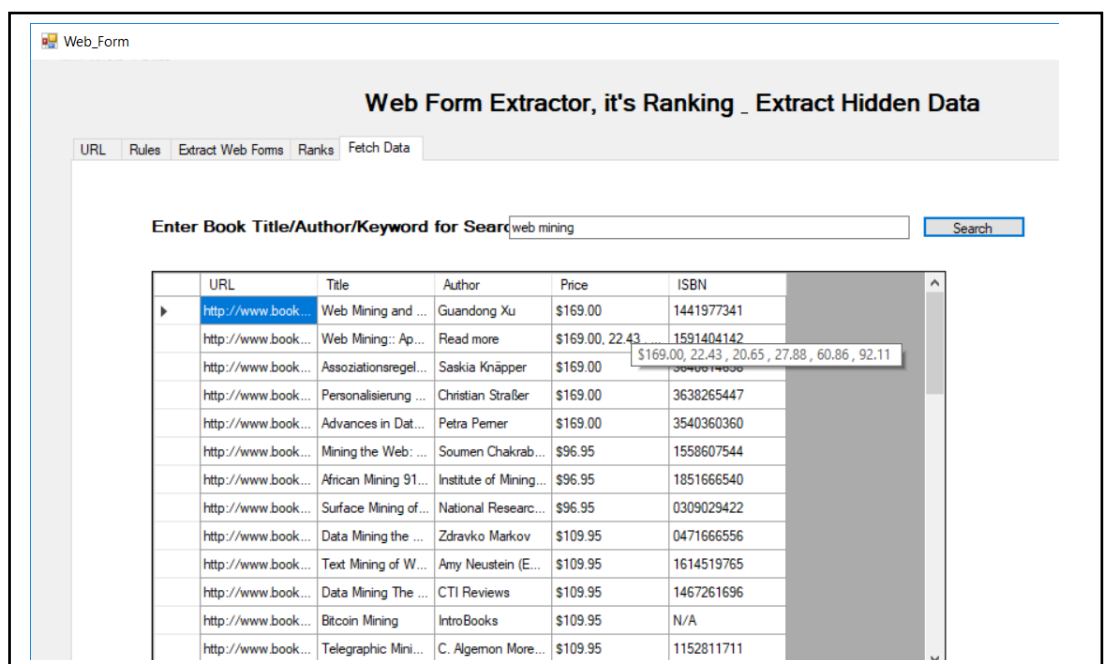 Web_Form
Web Form Extractor, it's Ranking _ Extract Hidden Data
URL Rules Extract Web Forms Ranks Fetch Data
Enter Book Title/Author/Keyword for Searc web mining Search
URL Title Author Price ISBN
http://www.book... Web Mining and ... Guandong Xu $169.00 1441977341
http://www.book... Web Mining:: Ap... Read more $169.00, 22.43 , ... 1591404142
$169.00, 22.43 , 20.65 , 27.88 , 60.86 , 92.11
http://www.book... Assoziationsregel... Saskia Knäpper $169.00
http://www.book... Personalisierung ... Christian Straßer $169.00 3638265447
http://www.book... Advances in Dat... Petra Perner $169.00 3540360360
http://www.book... Mining the Web: ... Soumen Chakrab... $96.95 1558607544
http://www.book... African Mining 91... Institute of Mining... $96.95 1851666540
http://www.book... Surface Mining of... National Researc... $96.95 0309029422
http://www.book... Data Mining the ... Zdravko Markov $109.95 0471666556
http://www.book... Text Mining of W... Amy Neustein (E... $109.95 1614519765
http://www.book... Data Mining The ... CTI Reviews $109.95 1467261696
http://www.book... Bitcoin Mining IntroBooks $109.95 N/A
http://www.book... Telegraphic Mini... C. Algernon More... $109.95 1152811711